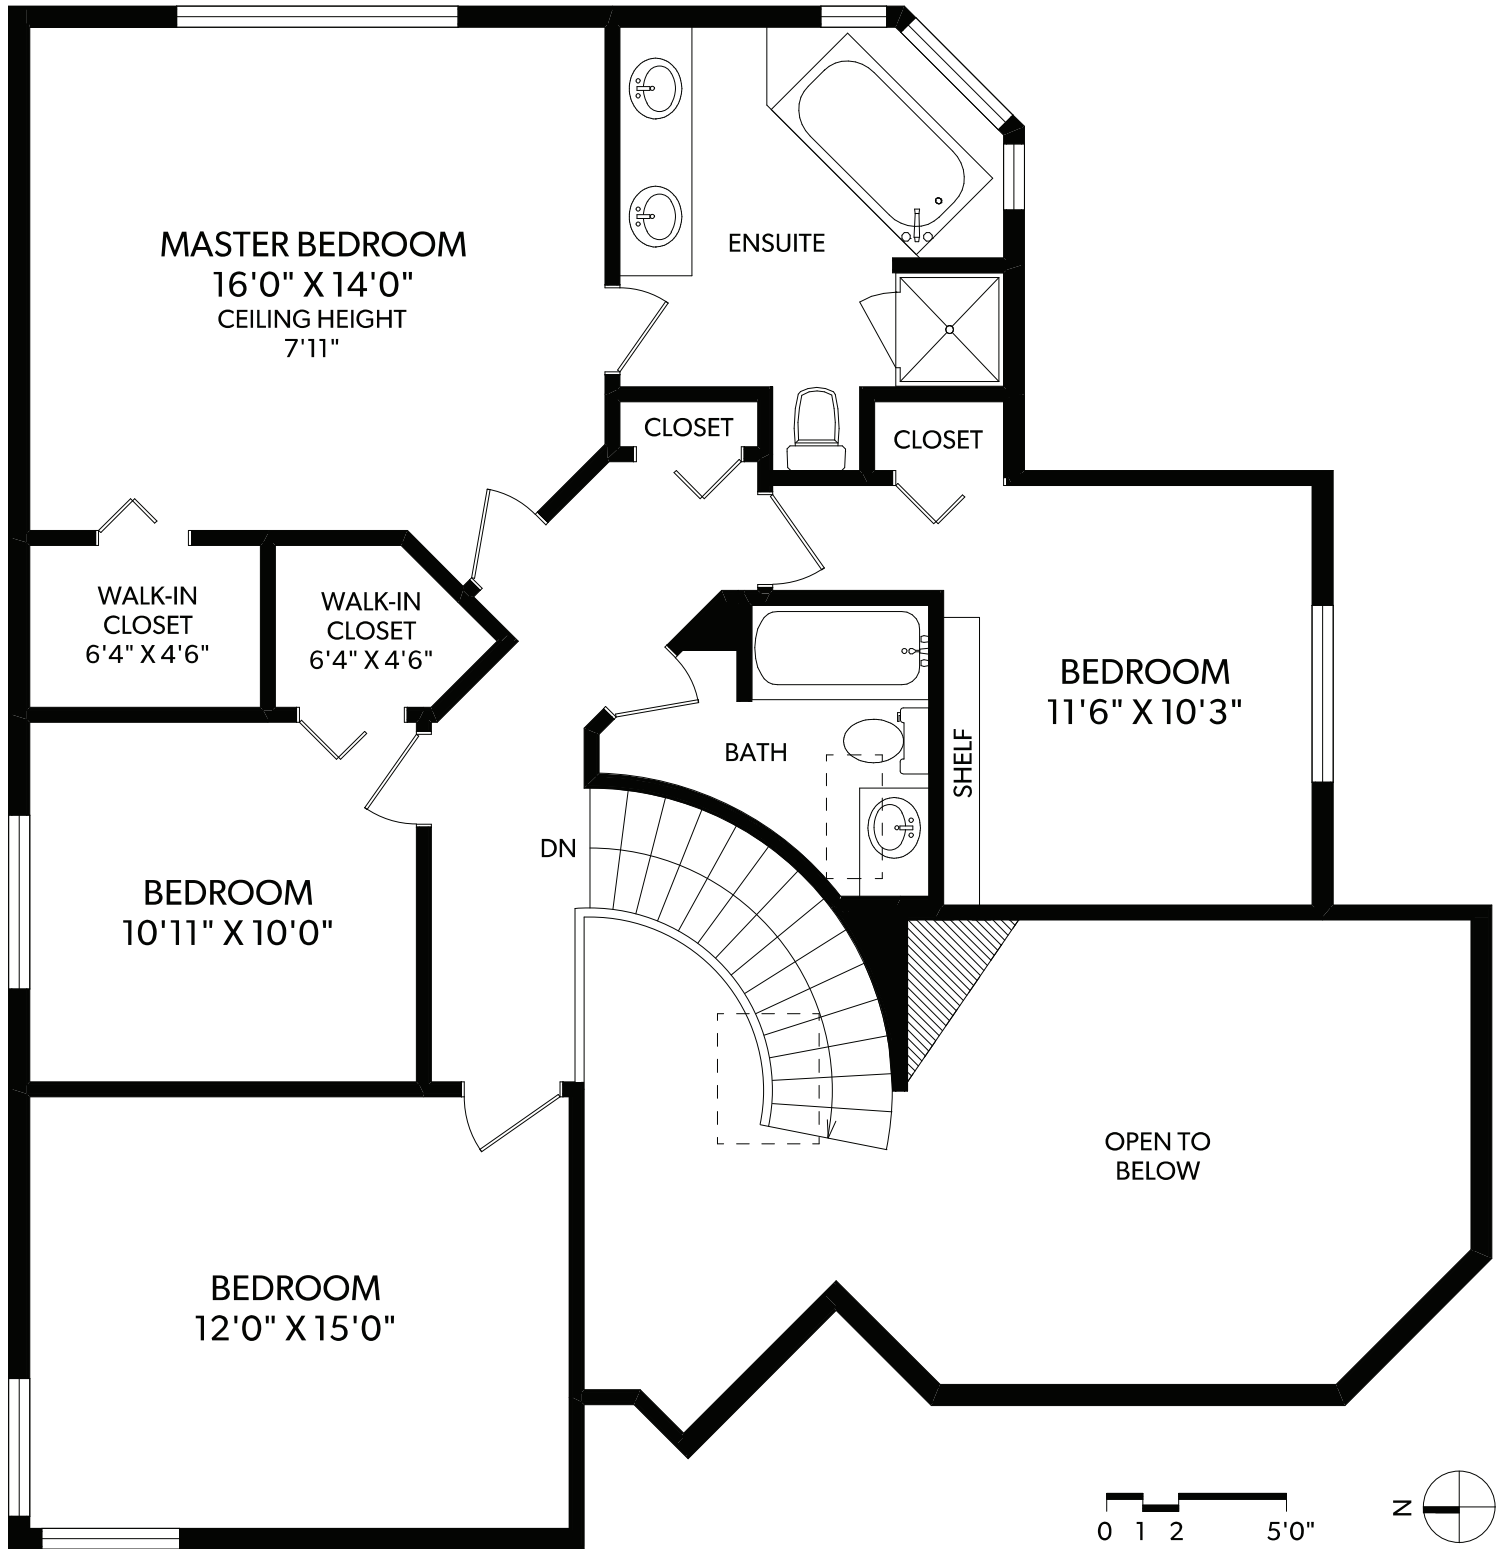 MASTER BEDROOM
16'0" X 14'0"
CEILING HEIGHT
7'11"
ENSUITE
CLOSET
CLOSET
WALK-IN
CLOSET
6'4" X 4'6"
WALK-IN
CLOSET
6'4" X 4'6"
BEDROOM
11'6" X 10'3"
SHELF
BATH
DN
BEDROOM
10'11" X 10'0"
OPEN TO
BELOW
BEDROOM
12'0" X 15'0"
0 1 2 5'0"
N